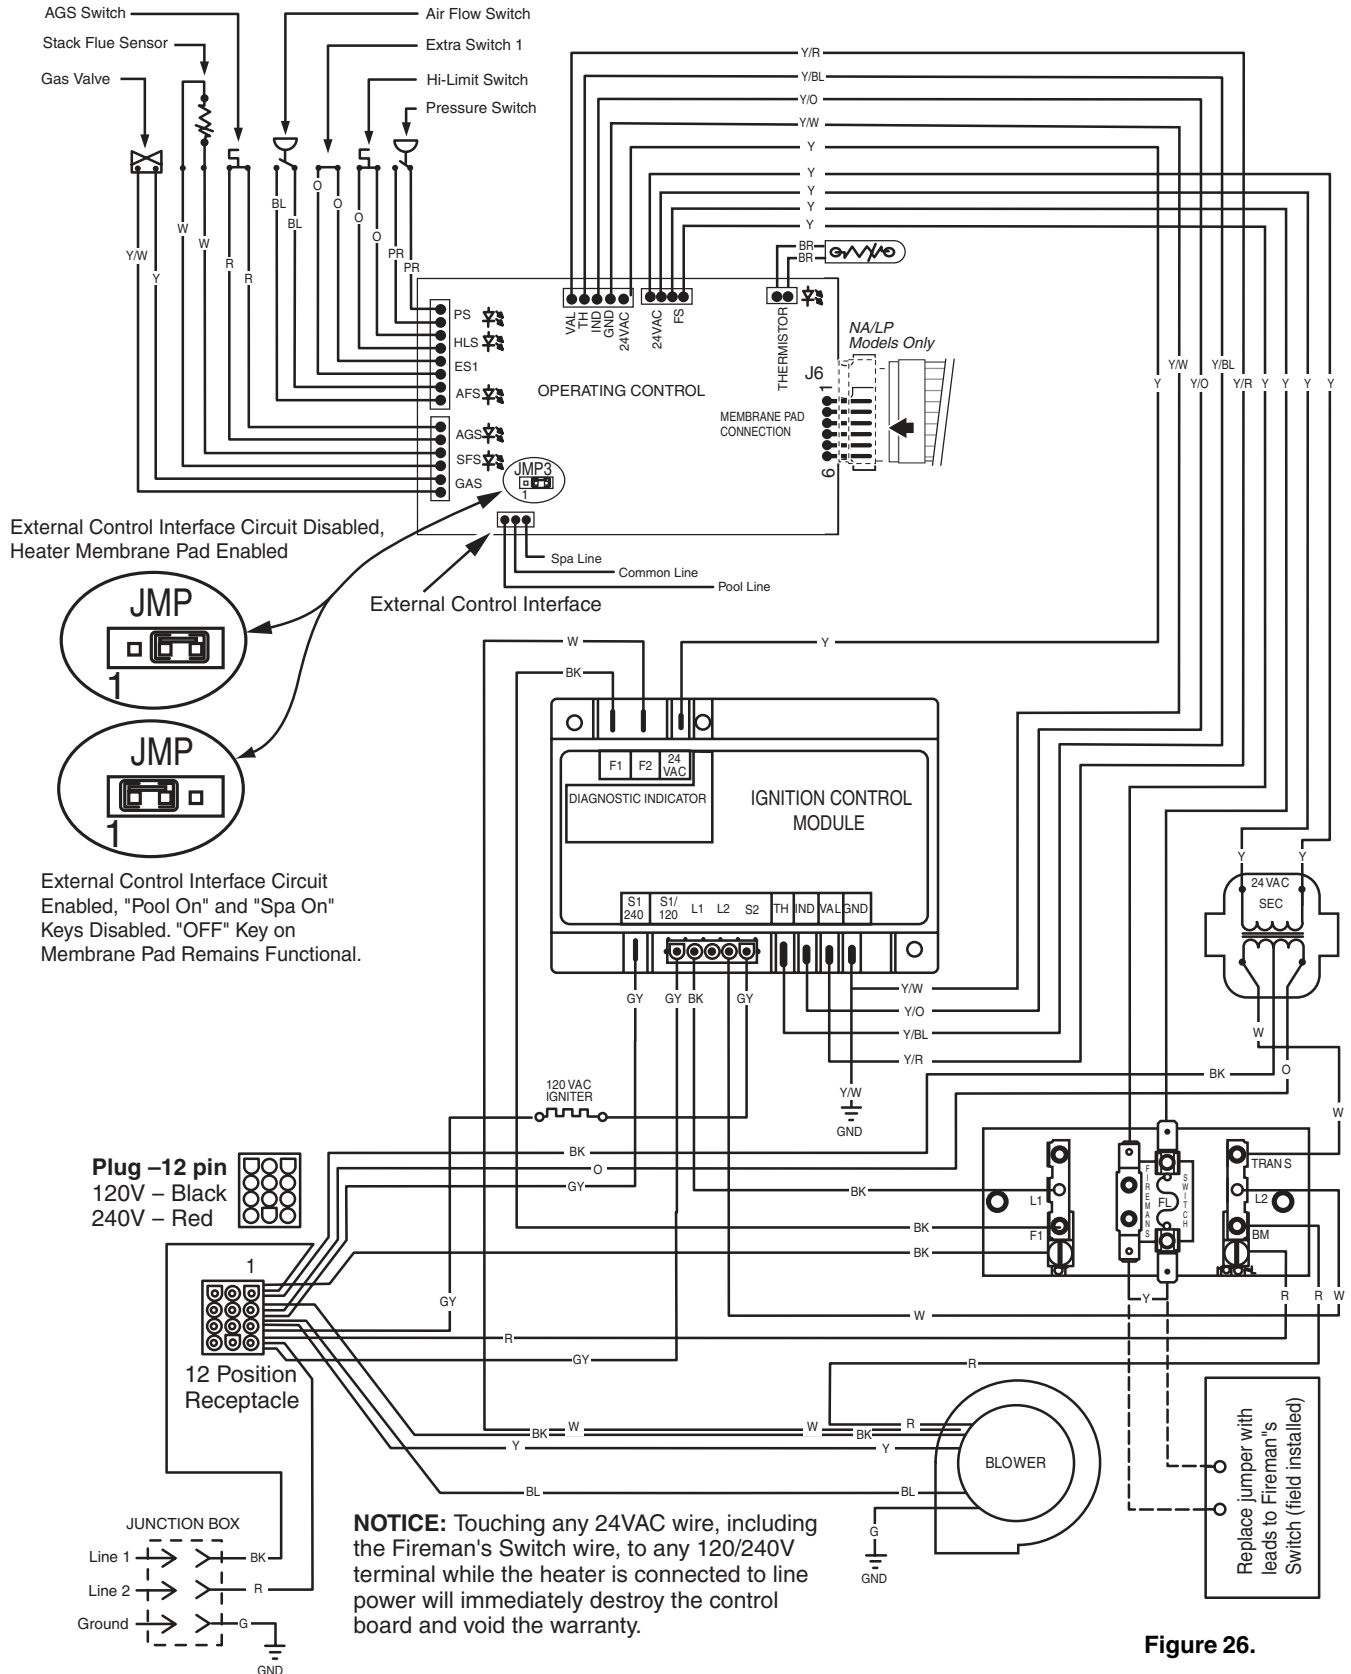 AGS Switch
Stack Flue Sensor
Gas Valve
Air Flow Switch
Extra Switch 1
Hi-Limit Switch
Pressure Switch
Y/R
Y/BL
Y/O
Y/W
Y
Y
Y
Y
Y
BR
BR
O
O
O
O
BL
BL
W
W
Y/W
Y
R
R
PR
PR
PS
HLS
ES1
AFS
AGS
SFS
GAS
VAL
TH
IND
GND
24VAC
24VAC
FS
THERMISTOR
OPERATING CONTROL
NA/LP
Models Only
J6
1
6
MEMBRANE PAD
CONNECTION
JMP3
1
Y
Y/W
Y/O
Y/BL
Y/R
Y
Y
Y
Y
External Control Interface Circuit Disabled,
Heater Membrane Pad Enabled
Spa Line
Common Line
Pool Line
External Control Interface
JMP
1
JMP
1
External Control Interface Circuit
Enabled, "Pool On" and "Spa On"
Keys Disabled. "OFF" Key on
Membrane Pad Remains Functional.
W
BK
Y
F1
F2
24
VAC
DIAGNOSTIC INDICATOR
IGNITION CONTROL
MODULE
S1
240
S1/
120
L1
L2
S2
TH
IND
VAL
GND
GY
GY
BK
GY
Y/W
Y/O
Y/BL
Y/R
Y/W
GND
Y
Y
24 VAC
SEC
W
BK
O
W
120 VAC
IGNITER
Plug –12 pin
120V – Black
240V – Red
BK
O
GY
BK
BK
BK
L1
F1
FIREMANS
FL
SWITCH
TRANS
L2
BM
1
12 Position
Receptacle
GY
W
R
GY
Y
R
R
W
R
W
BK
Y
W
BK
R
Y
BL
BL
BLOWER
G
GND
Replace jumper with
leads to Fireman"s
Switch (field installed)
JUNCTION BOX
Line 1
BK
Line 2
R
Ground
G
GND
NOTICE: Touching any 24VAC wire, including
the Fireman's Switch wire, to any 120/240V
terminal while the heater is connected to line
power will immediately destroy the control
board and void the warranty.
Figure 26.